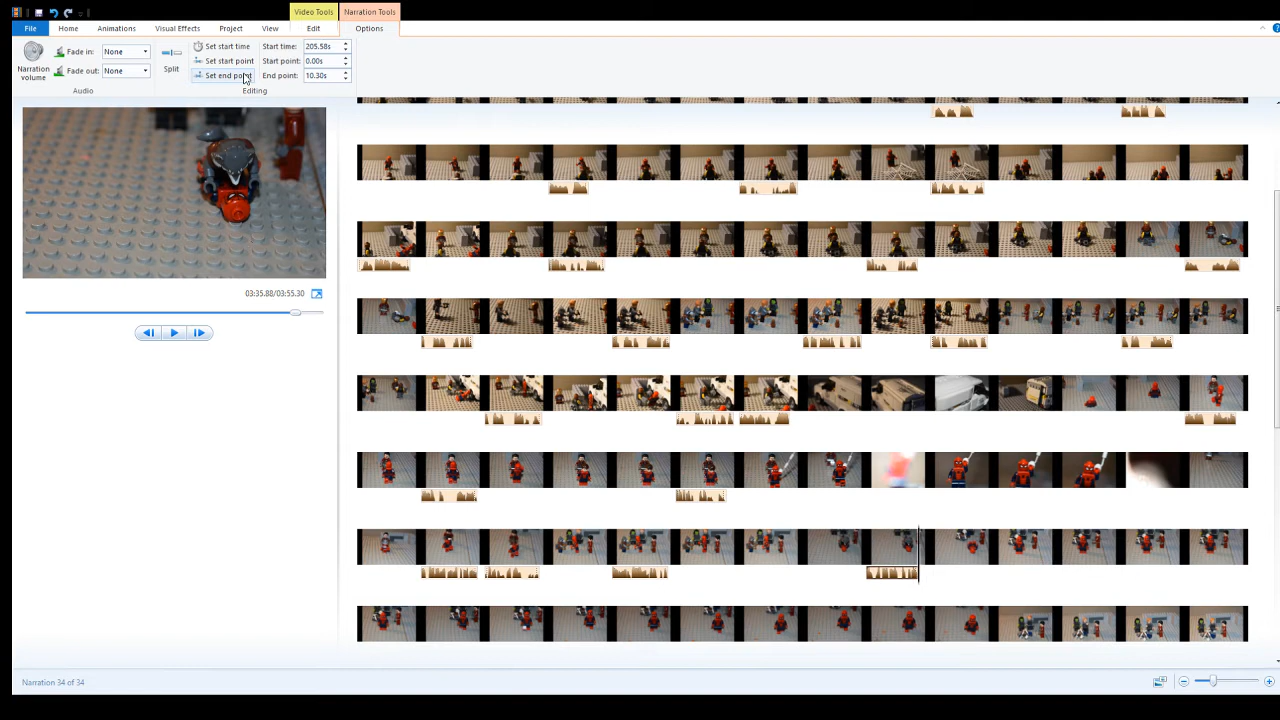 Video Tools Narration Tools
File Home Animations Visual Effects Project View Edit Options
Narration volume
Fade in: None
Fade out: None
Audio
Split
Set start time
Set start point
Set end point
Start time: 205.58s
Start point: 0.00s
End point: 10.30s
Editing
03:35.88/03:55.30
Narration 34 of 34